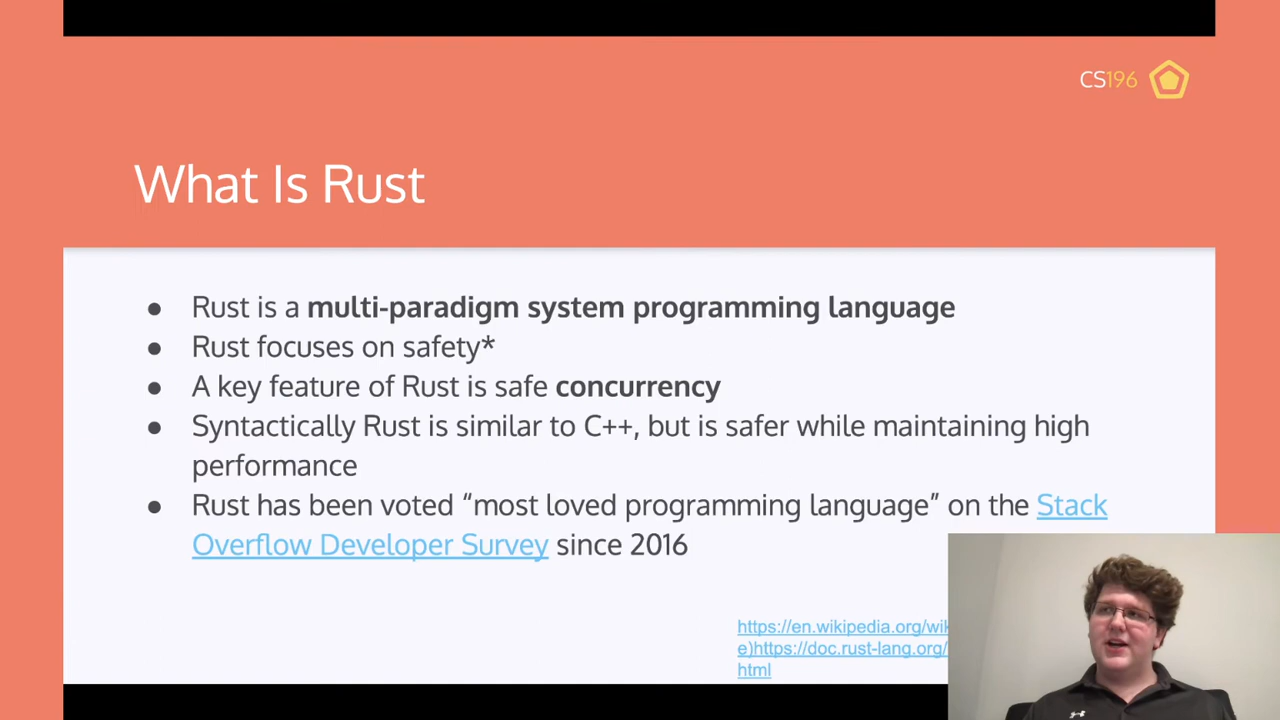 CS196
What Is Rust
● Rust is a multi-paradigm system programming language
● Rust focuses on safety*
● A key feature of Rust is safe concurrency
● Syntactically Rust is similar to C++, but is safer while maintaining high
performance
● Rust has been voted “most loved programming language” on the Stack
Overflow Developer Survey since 2016
https://en.wikipedia.org/wik
e)https://doc.rust-lang.org/
html